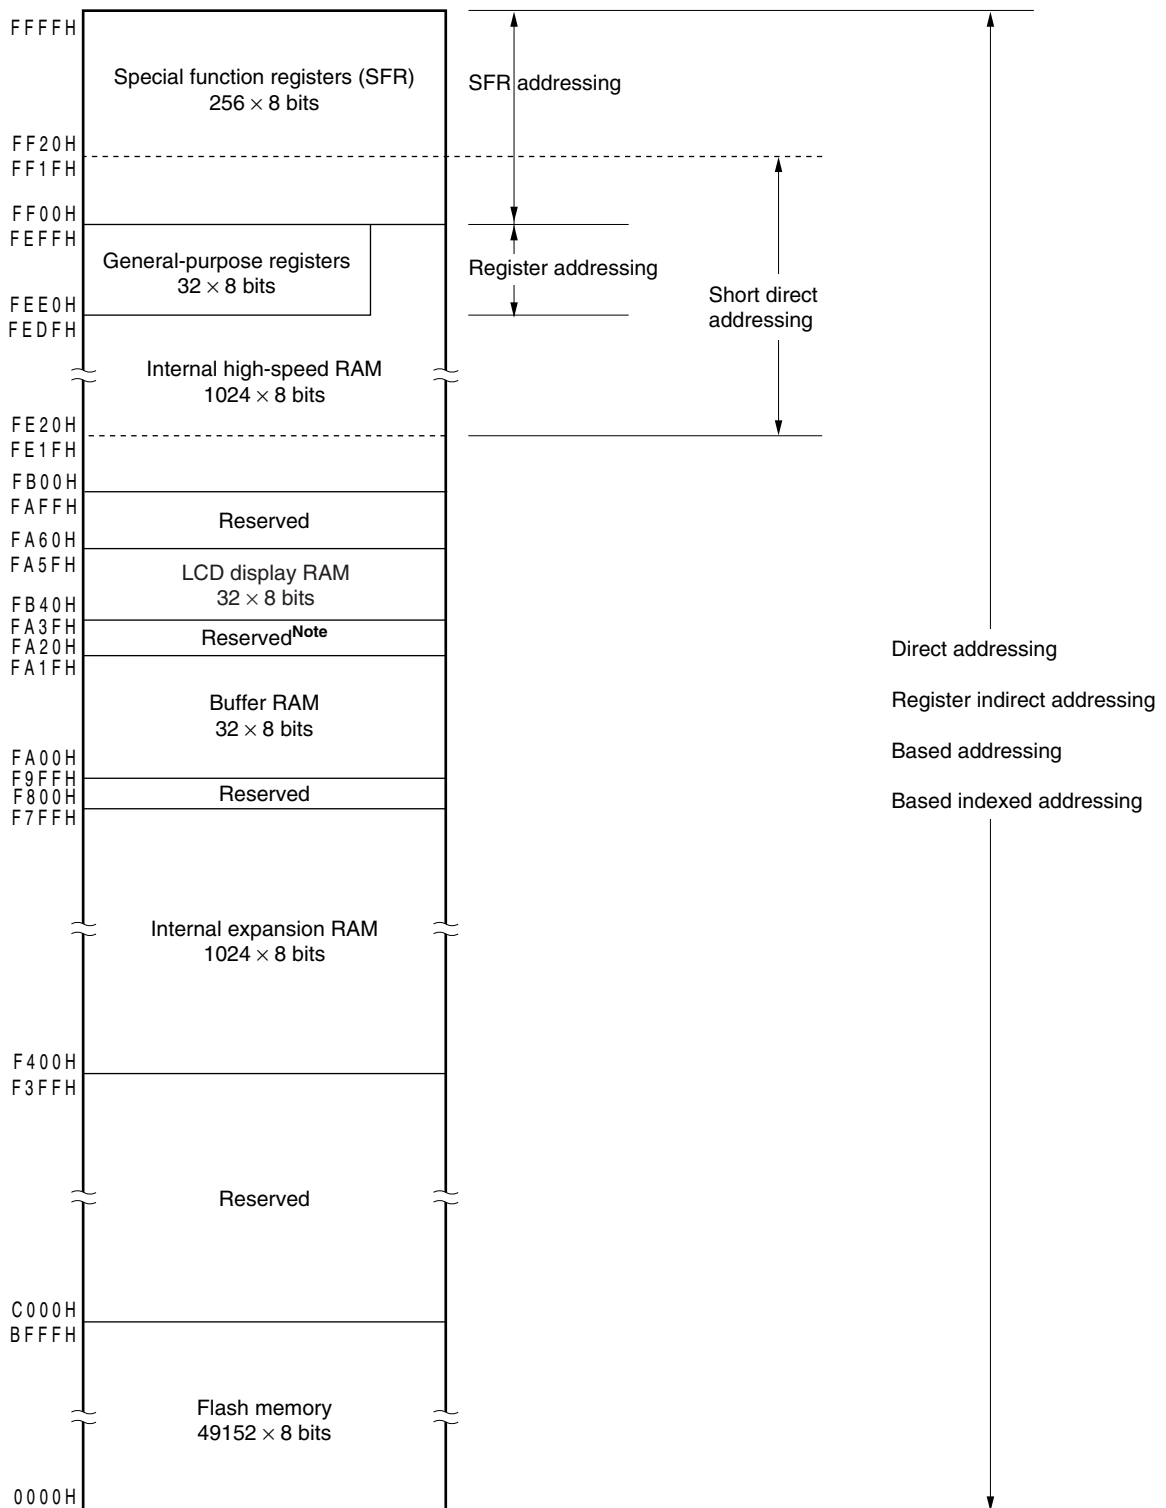 FFFFH
Special function registers (SFR)
256 × 8 bits
SFR addressing
FF20H
FF1FH
FF00H
FEFFH
General-purpose registers
32 × 8 bits
Register addressing
FEE0H
FEDFH
Short direct
addressing
Internal high-speed RAM
1024 × 8 bits
FE20H
FE1FH
FB00H
FAFFH
Reserved
FA60H
FA5FH
LCD display RAM
32 × 8 bits
FB40H
FA3FH
ReservedNote
FA20H
FA1FH
Direct addressing
Buffer RAM
32 × 8 bits
Register indirect addressing
Based addressing
FA00H
F9FFH
F800H
Reserved
Based indexed addressing
F7FFH
Internal expansion RAM
1024 × 8 bits
F400H
F3FFH
Reserved
C000H
BFFFH
Flash memory
49152 × 8 bits
0000H